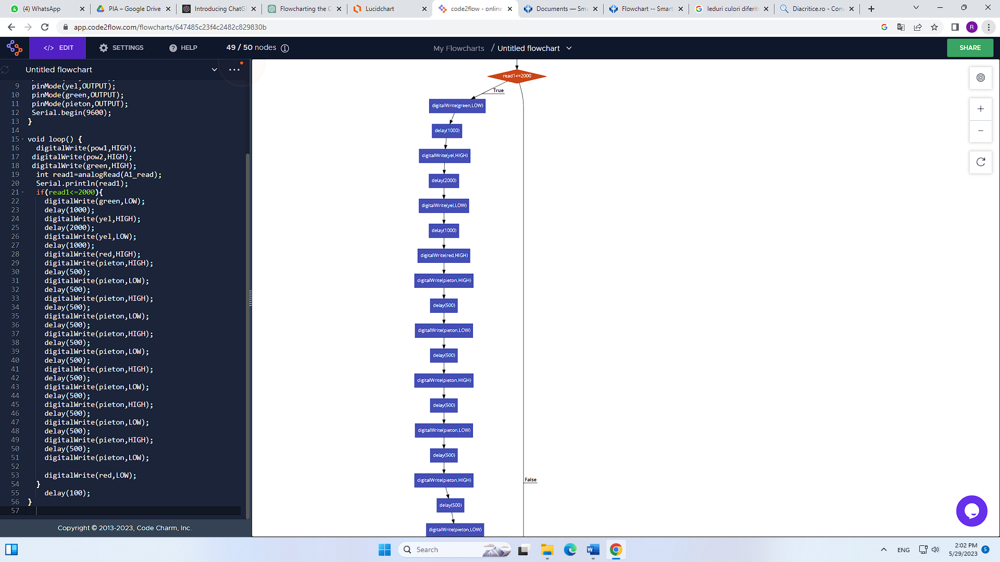 (4) WhatsApp
PIA – Google Drive
Introducing ChatG
Flowcharting the C
Lucidchart
code2flow - online
Documents — Sma
Flowchart -- Smart
leduri culori diferit
Diacritice.ro - Con
app.code2flow.com/flowcharts/647485c23f4c2482c829830b
R
</> EDIT
SETTINGS
HELP
49 / 50 nodes
My Flowcharts / Untitled flowchart
SHARE
Untitled flowchart
9 pinMode(yel,OUTPUT);
10 pinMode(green,OUTPUT);
11 pinMode(pieton,OUTPUT);
12 Serial.begin(9600);
13 }
14
15 void loop() {
16 digitalWrite(pow1,HIGH);
17 digitalWrite(pow2,HIGH);
18 digitalWrite(green,HIGH);
19 int read1=analogRead(A1_read);
20 Serial.println(read1);
21 if(read1<=2000){
22 digitalWrite(green,LOW);
23 delay(1000);
24 digitalWrite(yel,HIGH);
25 delay(2000);
26 digitalWrite(yel,LOW);
27 delay(1000);
28 digitalWrite(red,HIGH);
29 digitalWrite(pieton,HIGH);
30 delay(500);
31 digitalWrite(pieton,LOW);
32 delay(500);
33 digitalWrite(pieton,HIGH);
34 delay(500);
35 digitalWrite(pieton,LOW);
36 delay(500);
37 digitalWrite(pieton,HIGH);
38 delay(500);
39 digitalWrite(pieton,LOW);
40 delay(500);
41 digitalWrite(pieton,HIGH);
42 delay(500);
43 digitalWrite(pieton,LOW);
44 delay(500);
45 digitalWrite(pieton,HIGH);
46 delay(500);
47 digitalWrite(pieton,LOW);
48 delay(500);
49 digitalWrite(pieton,HIGH);
50 delay(500);
51 digitalWrite(pieton,LOW);
52
53 digitalWrite(red,LOW);
54 }
55 delay(100);
56 }
57
Copyright © 2013-2023, Code Charm, Inc.
read1<=2000
True
digitalWrite(green,LOW)
delay(1000)
digitalWrite(yel,HIGH)
delay(2000)
digitalWrite(yel,LOW)
delay(1000)
digitalWrite(red,HIGH)
digitalWrite(pieton,HIGH)
delay(500)
digitalWrite(pieton,LOW)
delay(500)
digitalWrite(pieton,HIGH)
delay(500)
digitalWrite(pieton,LOW)
delay(500)
digitalWrite(pieton,HIGH)
False
delay(500)
digitalWrite(pieton,LOW)
Search
ENG
2:02 PM
5/29/2023
5